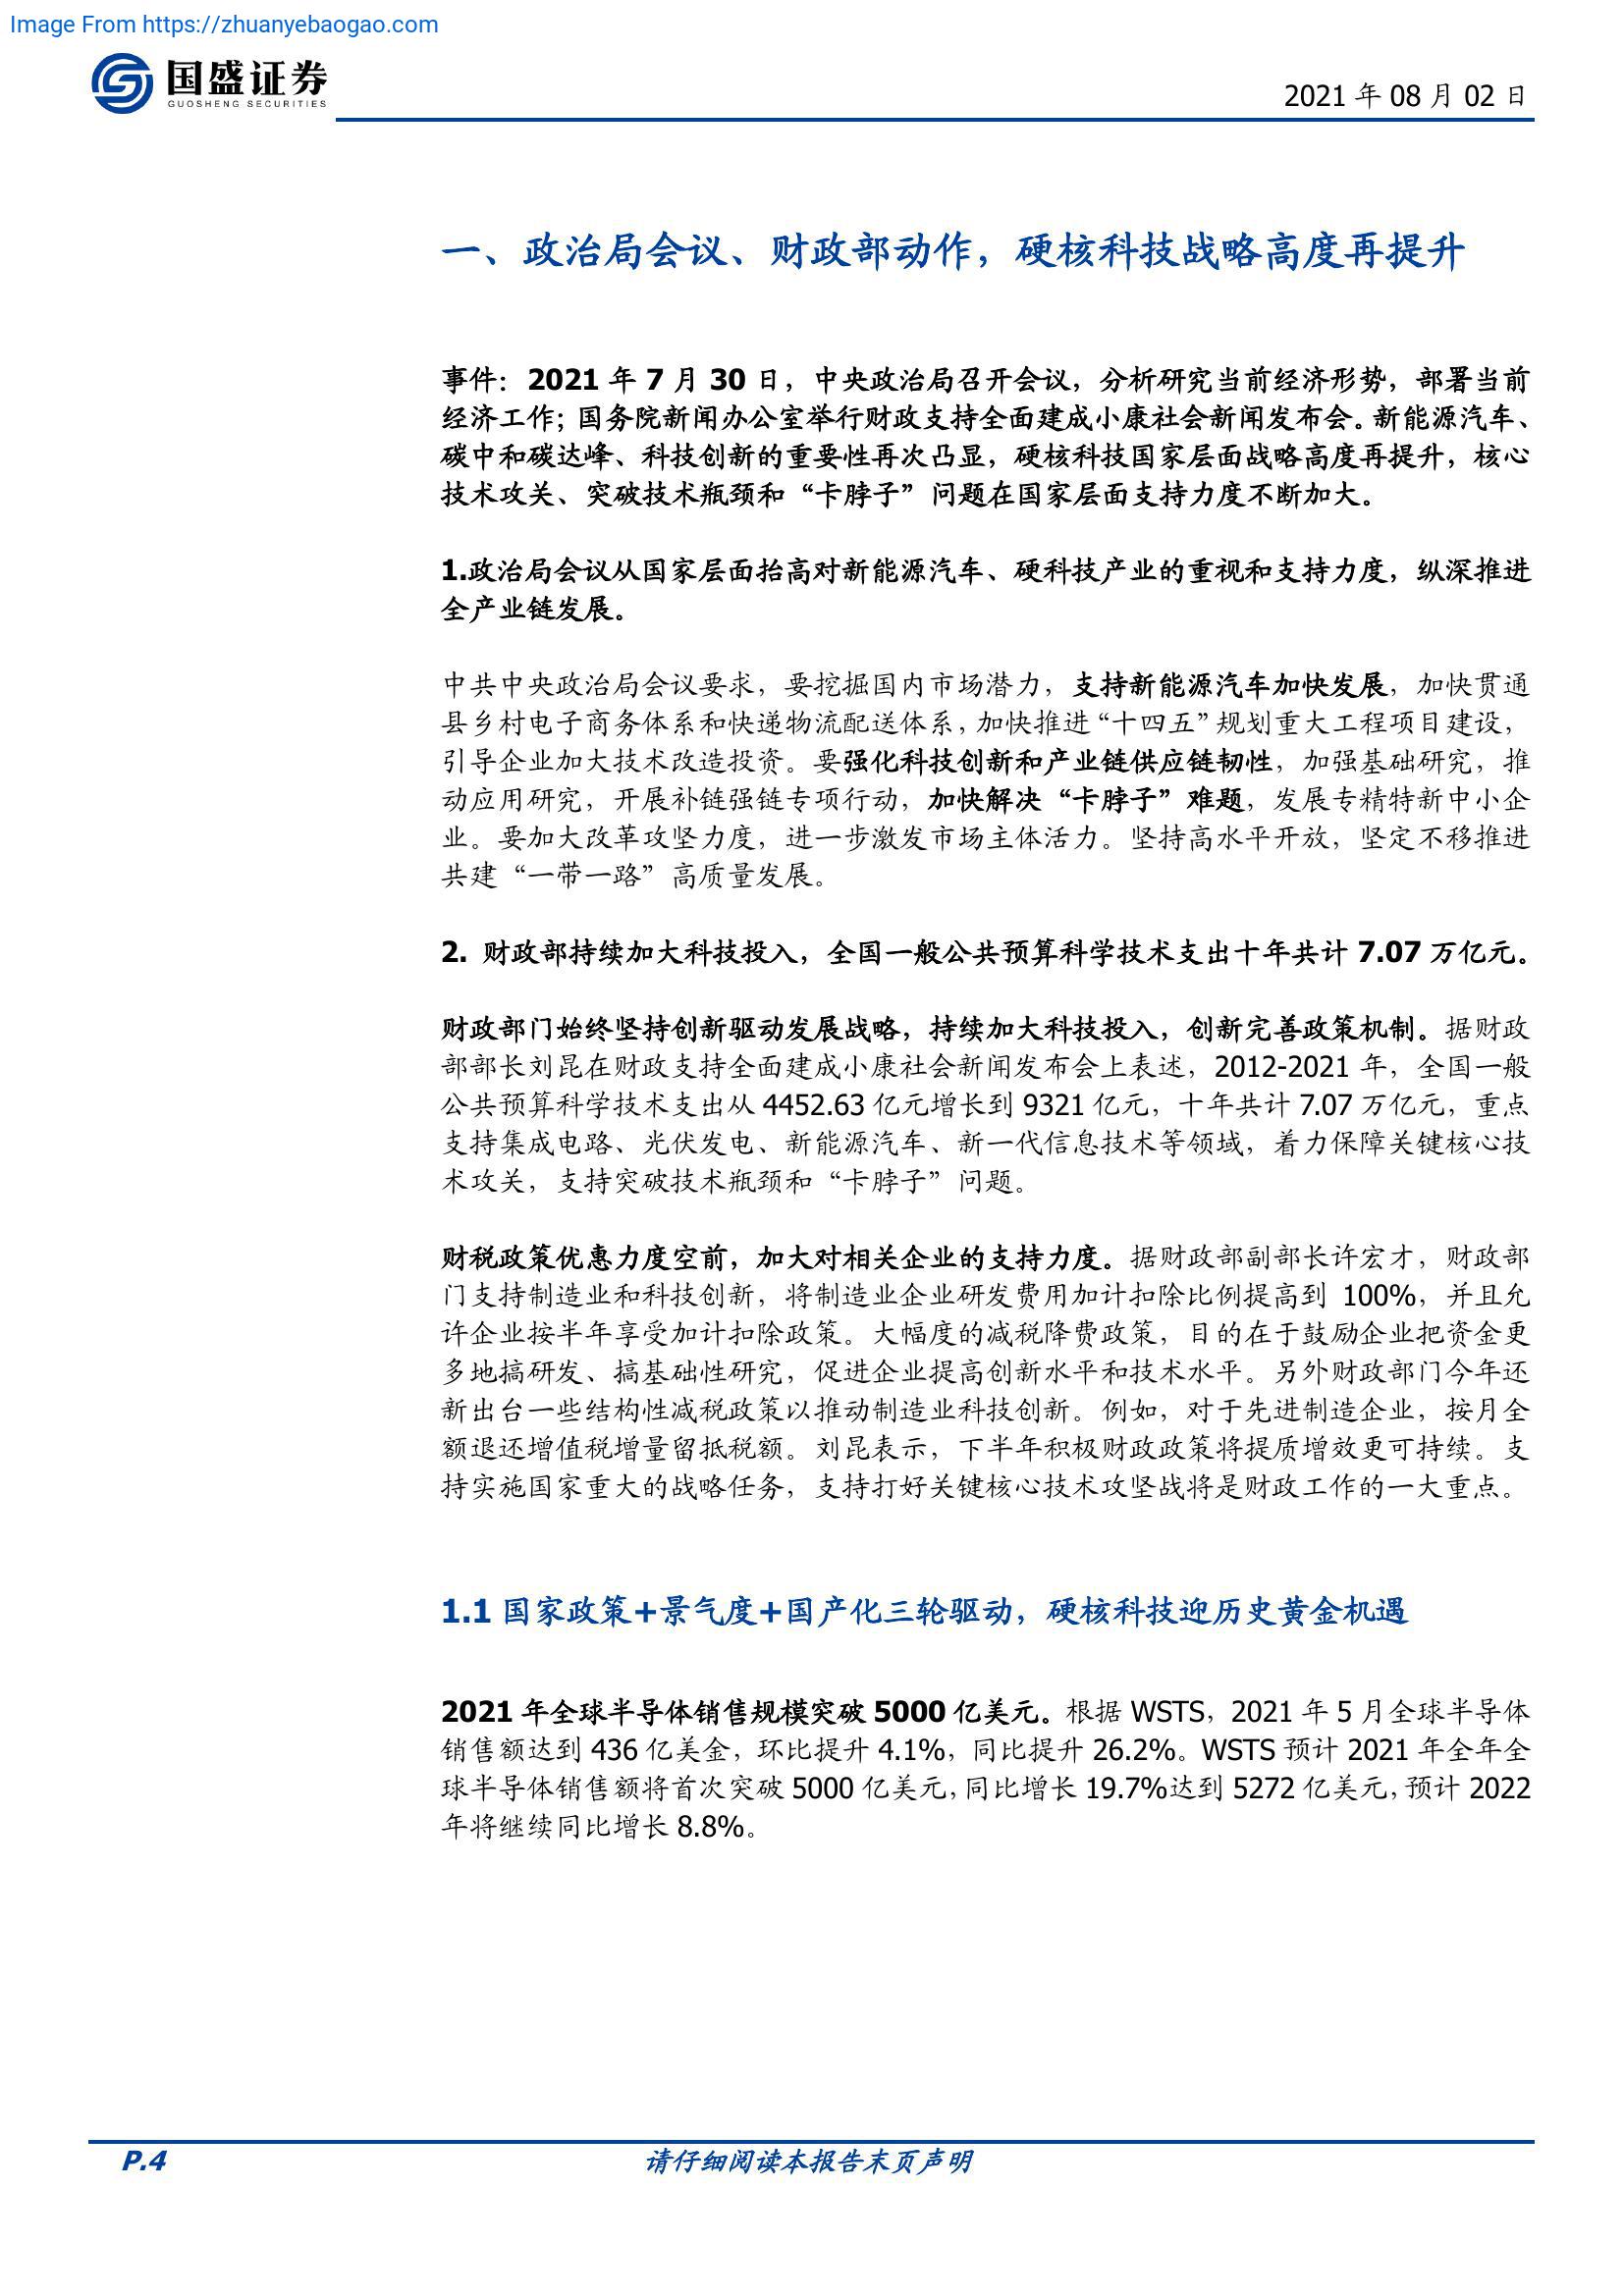 Image From https://zhuanyebaogao.com
国盛证券
GUOSHENG SECURITIES
2021 年 08 月 02 日
一、政治局会议、财政部动作，硬核科技战略高度再提升
事件：2021 年 7 月 30 日，中央政治局召开会议，分析研究当前经济形势，部署当前
经济工作；国务院新闻办公室举行财政支持全面建成小康社会新闻发布会。新能源汽车、
碳中和碳达峰、科技创新的重要性再次凸显，硬核科技国家层面战略高度再提升，核心
技术攻关、突破技术瓶颈和“卡脖子”问题在国家层面支持力度不断加大。
1.政治局会议从国家层面抬高对新能源汽车、硬科技产业的重视和支持力度，纵深推进
全产业链发展。
中共中央政治局会议要求，要挖掘国内市场潜力，支持新能源汽车加快发展，加快贯通
县乡村电子商务体系和快递物流配送体系，加快推进“十四五”规划重大工程项目建设，
引导企业加大技术改造投资。要强化科技创新和产业链供应链韧性，加强基础研究，推
动应用研究，开展补链强链专项行动，加快解决“卡脖子”难题，发展专精特新中小企
业。要加大改革攻坚力度，进一步激发市场主体活力。坚持高水平开放，坚定不移推进
共建“一带一路”高质量发展。
2. 财政部持续加大科技投入，全国一般公共预算科学技术支出十年共计 7.07 万亿元。
财政部门始终坚持创新驱动发展战略，持续加大科技投入，创新完善政策机制。据财政
部部长刘昆在财政支持全面建成小康社会新闻发布会上表述，2012-2021 年，全国一般
公共预算科学技术支出从 4452.63 亿元增长到 9321 亿元，十年共计 7.07 万亿元，重点
支持集成电路、光伏发电、新能源汽车、新一代信息技术等领域，着力保障关键核心技
术攻关，支持突破技术瓶颈和“卡脖子”问题。
财税政策优惠力度空前，加大对相关企业的支持力度。据财政部副部长许宏才，财政部
门支持制造业和科技创新，将制造业企业研发费用加计扣除比例提高到 100%，并且允
许企业按半年享受加计扣除政策。大幅度的减税降费政策，目的在于鼓励企业把资金更
多地搞研发、搞基础性研究，促进企业提高创新水平和技术水平。另外财政部门今年还
新出台一些结构性减税政策以推动制造业科技创新。例如，对于先进制造企业，按月全
额退还增值税增量留抵税额。刘昆表示，下半年积极财政政策将提质增效更可持续。支
持实施国家重大的战略任务，支持打好关键核心技术攻坚战将是财政工作的一大重点。
1.1 国家政策+景气度+国产化三轮驱动，硬核科技迎历史黄金机遇
2021 年全球半导体销售规模突破 5000 亿美元。根据 WSTS，2021 年 5 月全球半导体
销售额达到 436 亿美金，环比提升 4.1%，同比提升 26.2%。WSTS 预计 2021 年全年全
球半导体销售额将首次突破 5000 亿美元，同比增长 19.7%达到 5272 亿美元，预计 2022
年将继续同比增长 8.8%。
P.4
请仔细阅读本报告末页声明